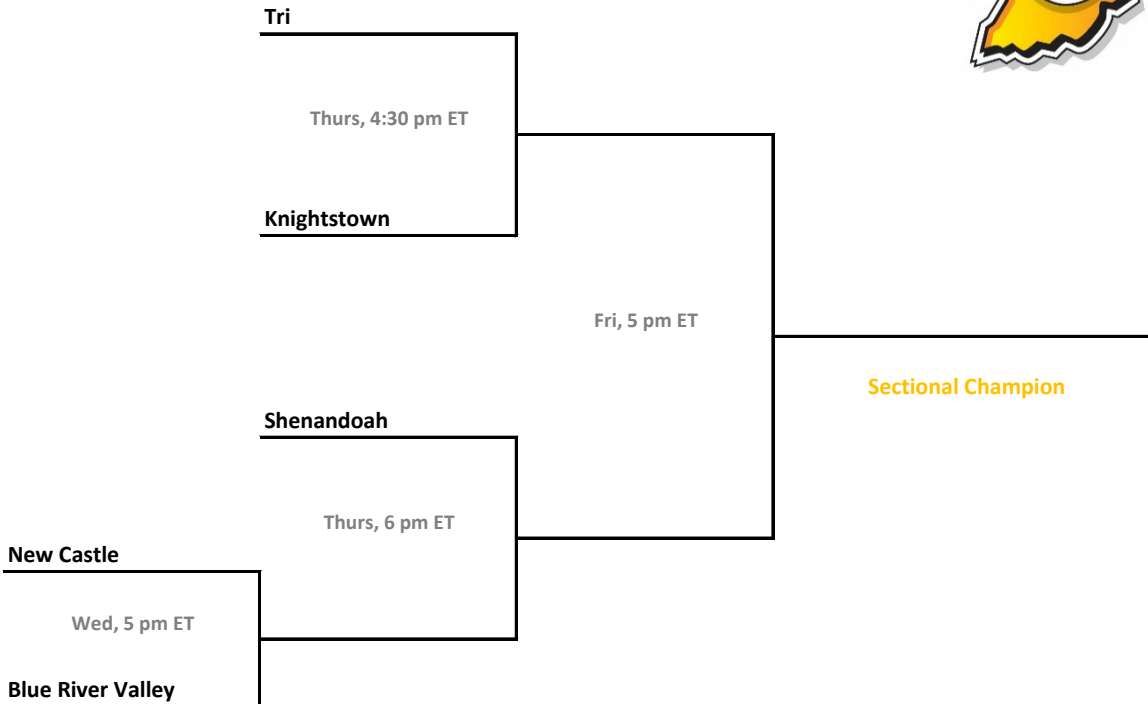 Tri
Thurs, 4:30 pm ET
Knightstown
Fri, 5 pm ET
Sectional Champion
Shenandoah
Thurs, 6 pm ET
New Castle
Wed, 5 pm ET
Blue River Valley